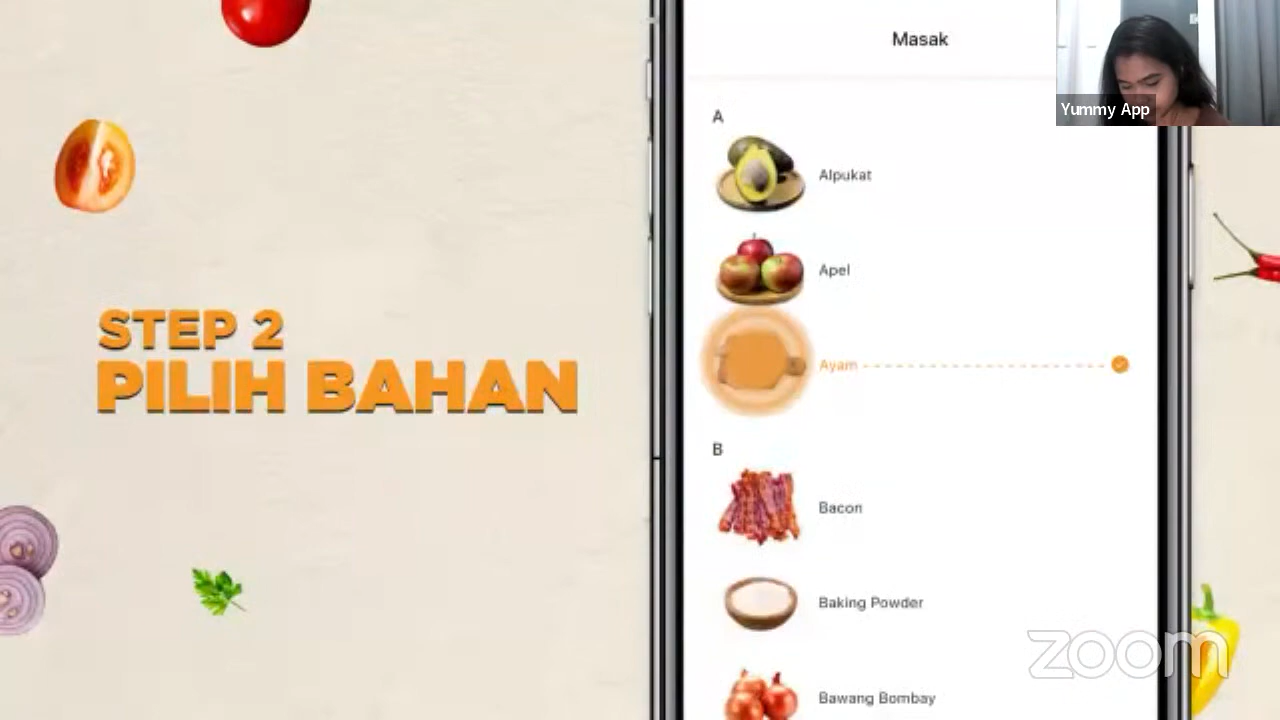 STEP 2
PILIH BAHAN
Masak
A
Alpukat
Apel
Ayam
B
Bacon
Baking Powder
Bawang Bombay
Yummy App
zoom